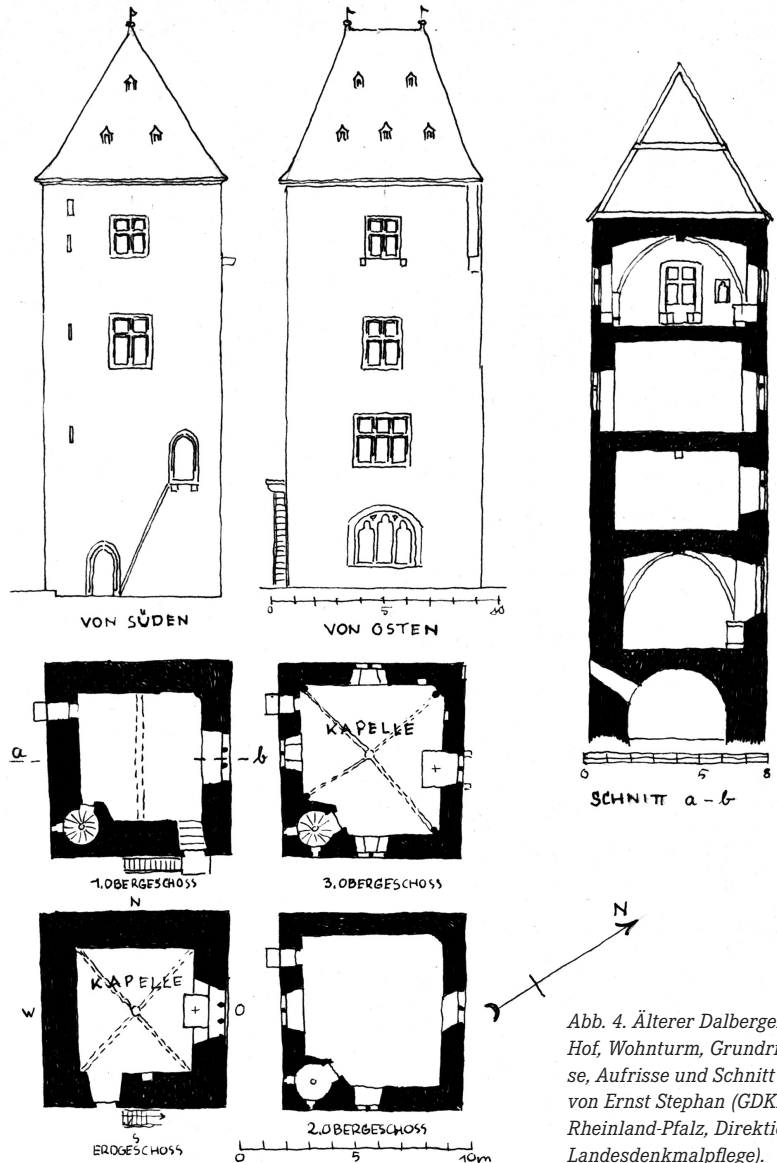 VON SÜDEN
0 5 10
VON OSTEN
0 5 8
SCHNITT a-b
a b
1. OBERGESCHOSS
KAPELLE
3. OBERGESCHOSS
N
W
KAPELLE
O
S
ERDGESCHOSS
2. OBERGESCHOSS
0 5 10m
N
Abb. 4. Älterer Dalberger
Hof, Wohnturm, Grundris-
se, Aufrisse und Schnitt
von Ernst Stephan (GDKE
Rheinland-Pfalz, Direktion
Landesdenkmalpflege).